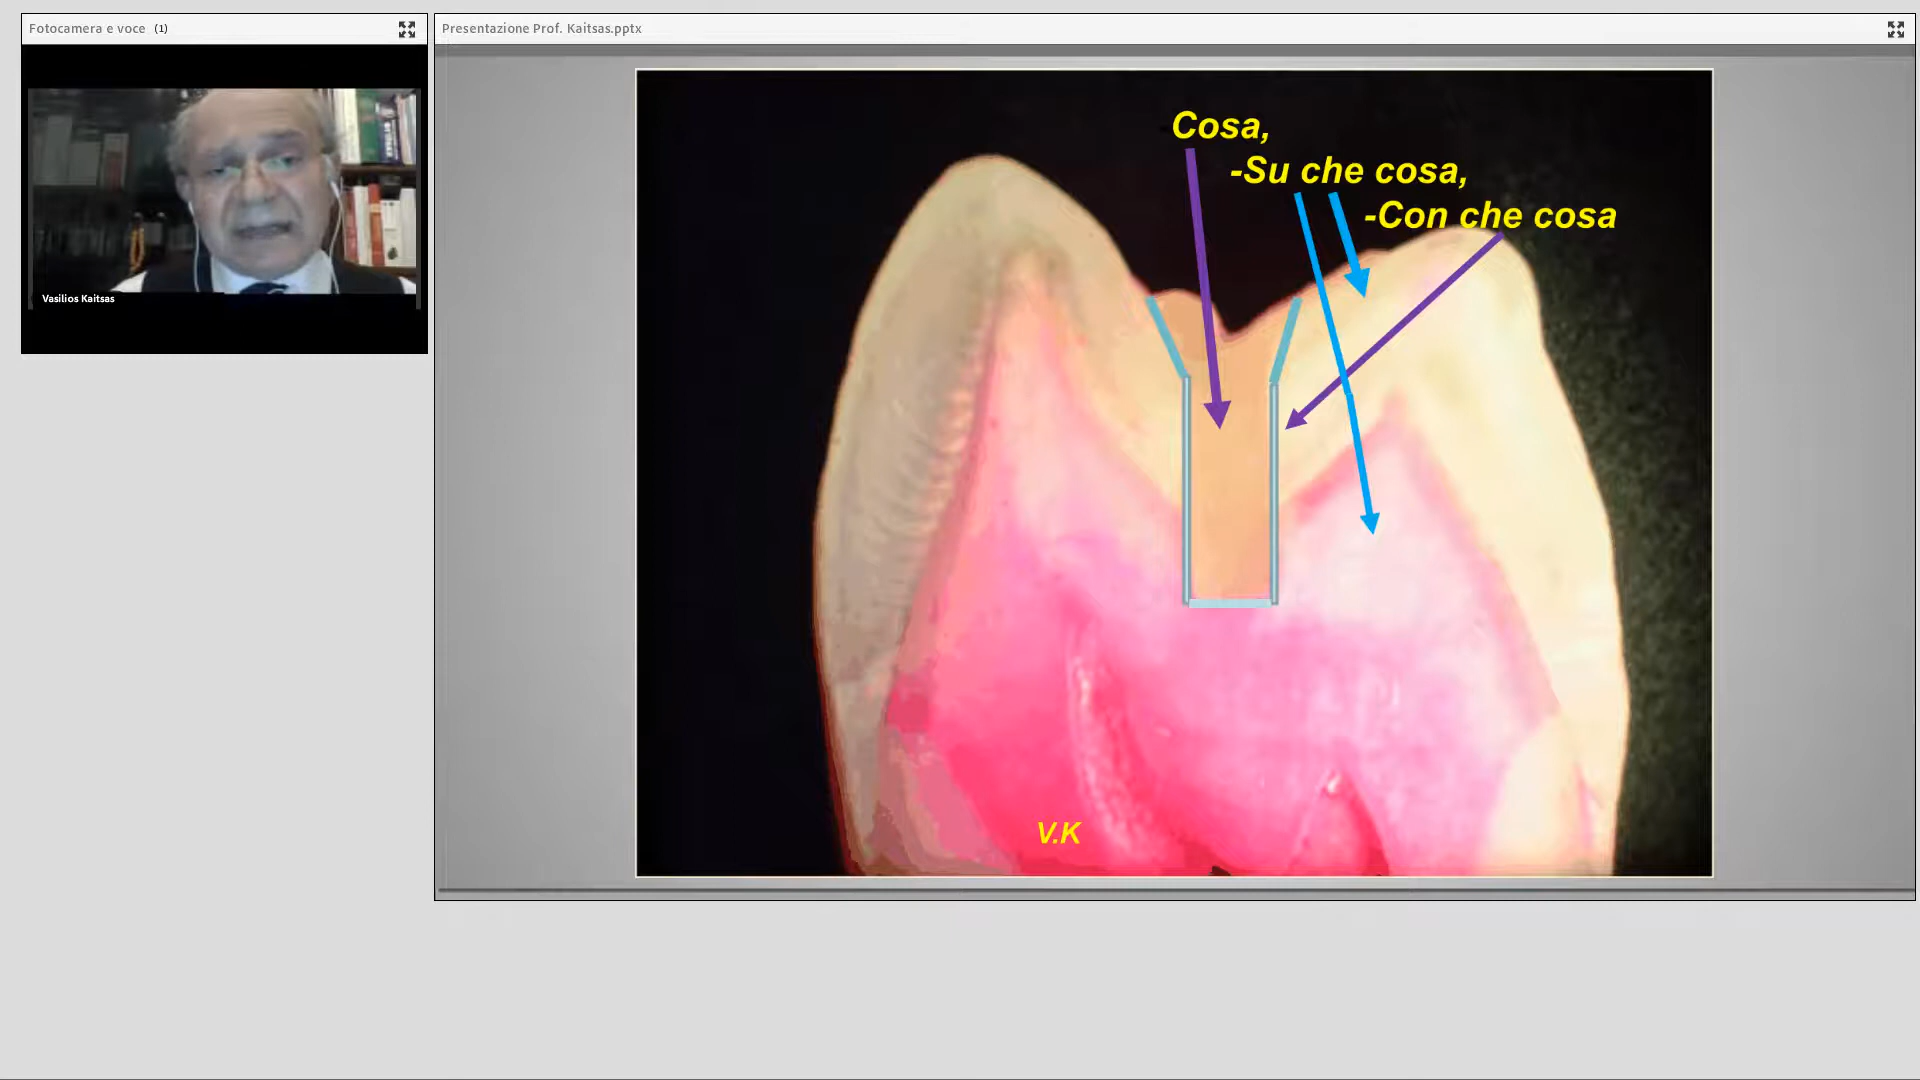 Fotocamera e voce (1)
Vasilios Kaitsas
Presentazione Prof. Kaitsas.pptx
Cosa,
-Su che cosa,
-Con che cosa
V.K